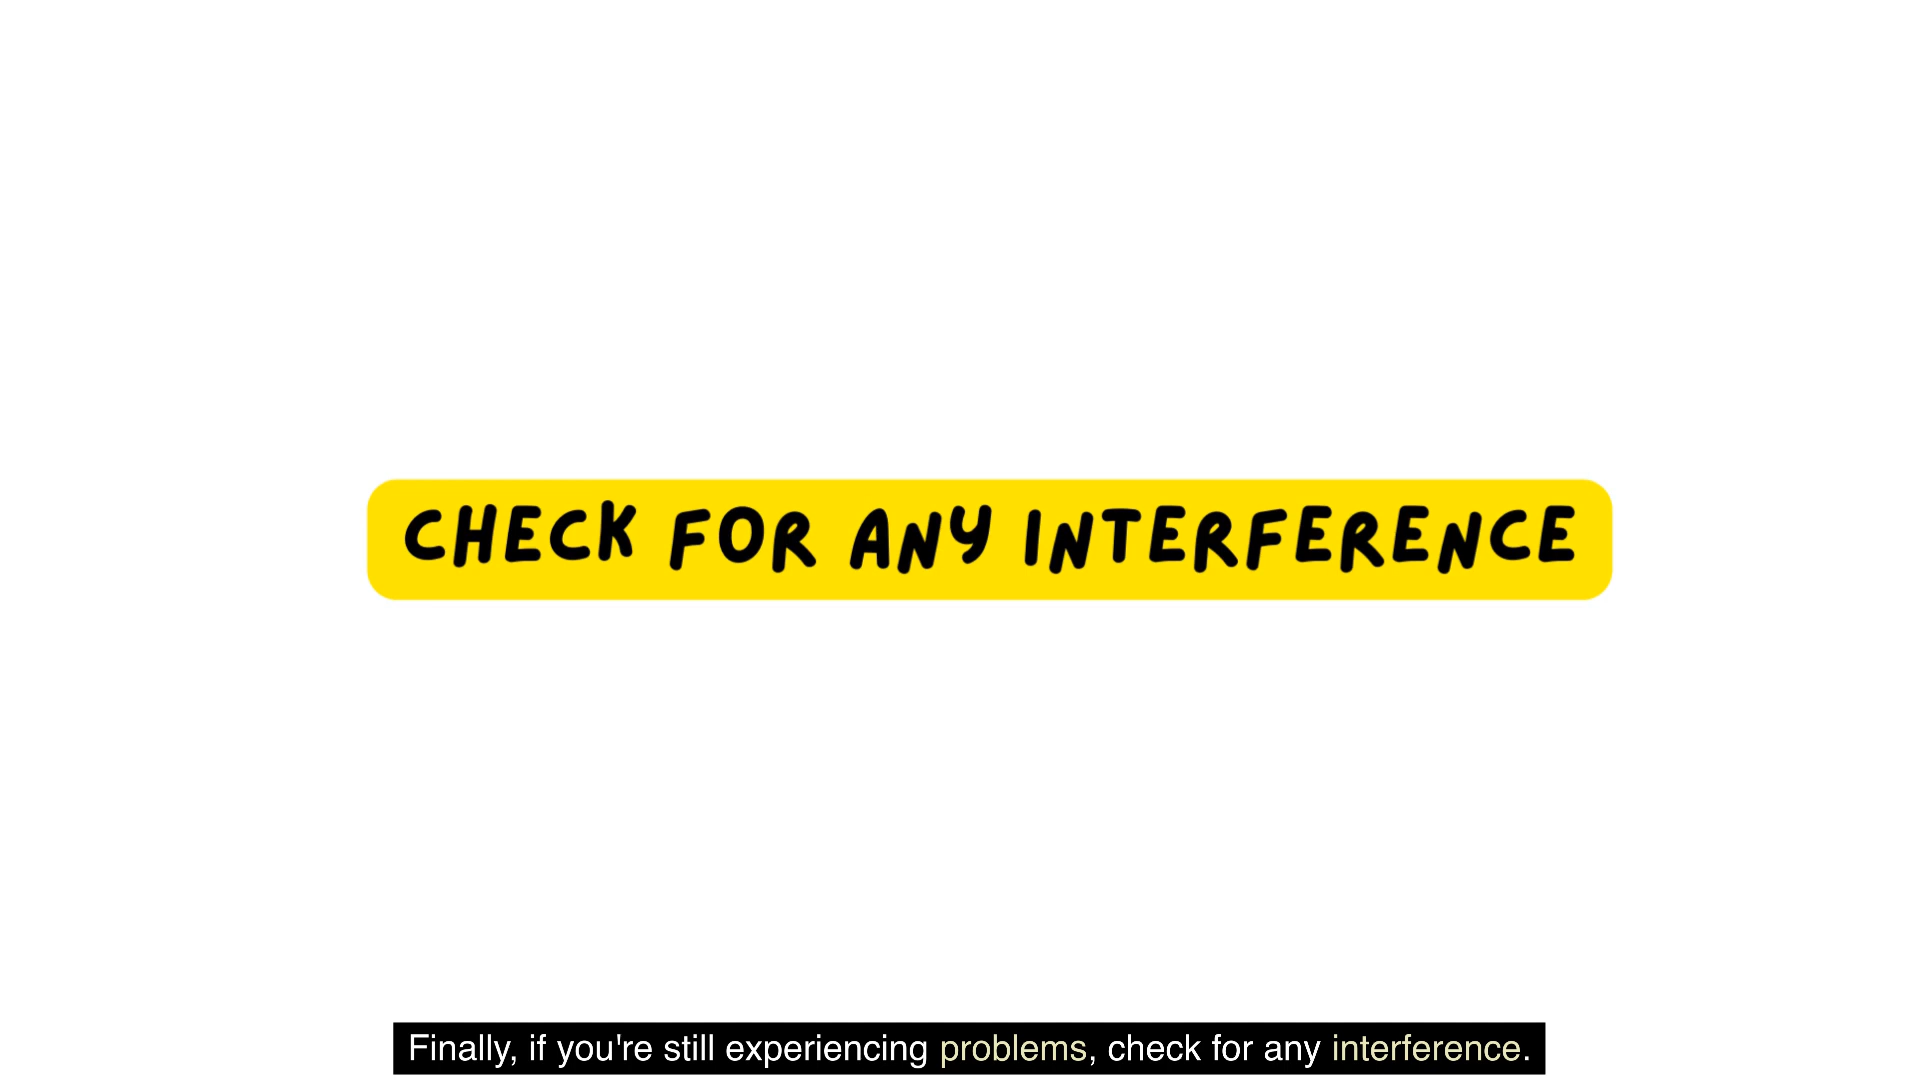 CHECK FOR ANY INTERFERENCE
Finally, if you're still experiencing problems, check for any interference.